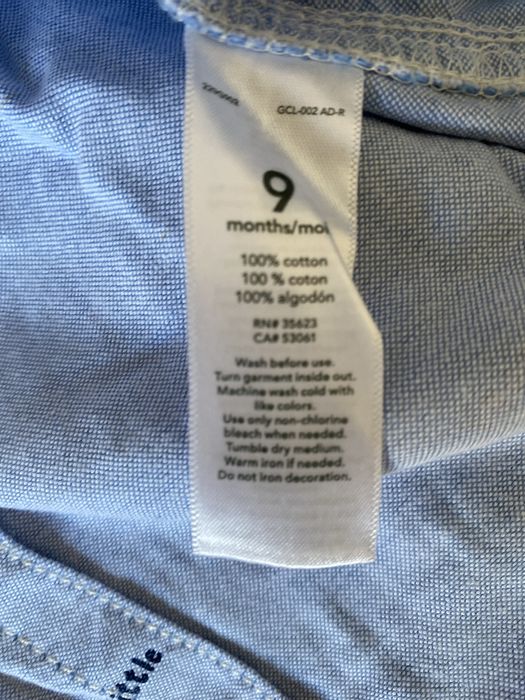 GCL-002 AD-R
9
months/moi
100% cotton
100 % coton
100% algodón
RN# 35623
CA# 53061
Wash before use.
Turn garment inside out.
Machine wash cold with
like colors.
Use only non-chlorine
bleach when needed.
Tumble dry medium.
Warm iron if needed.
Do not iron decoration.
ittle